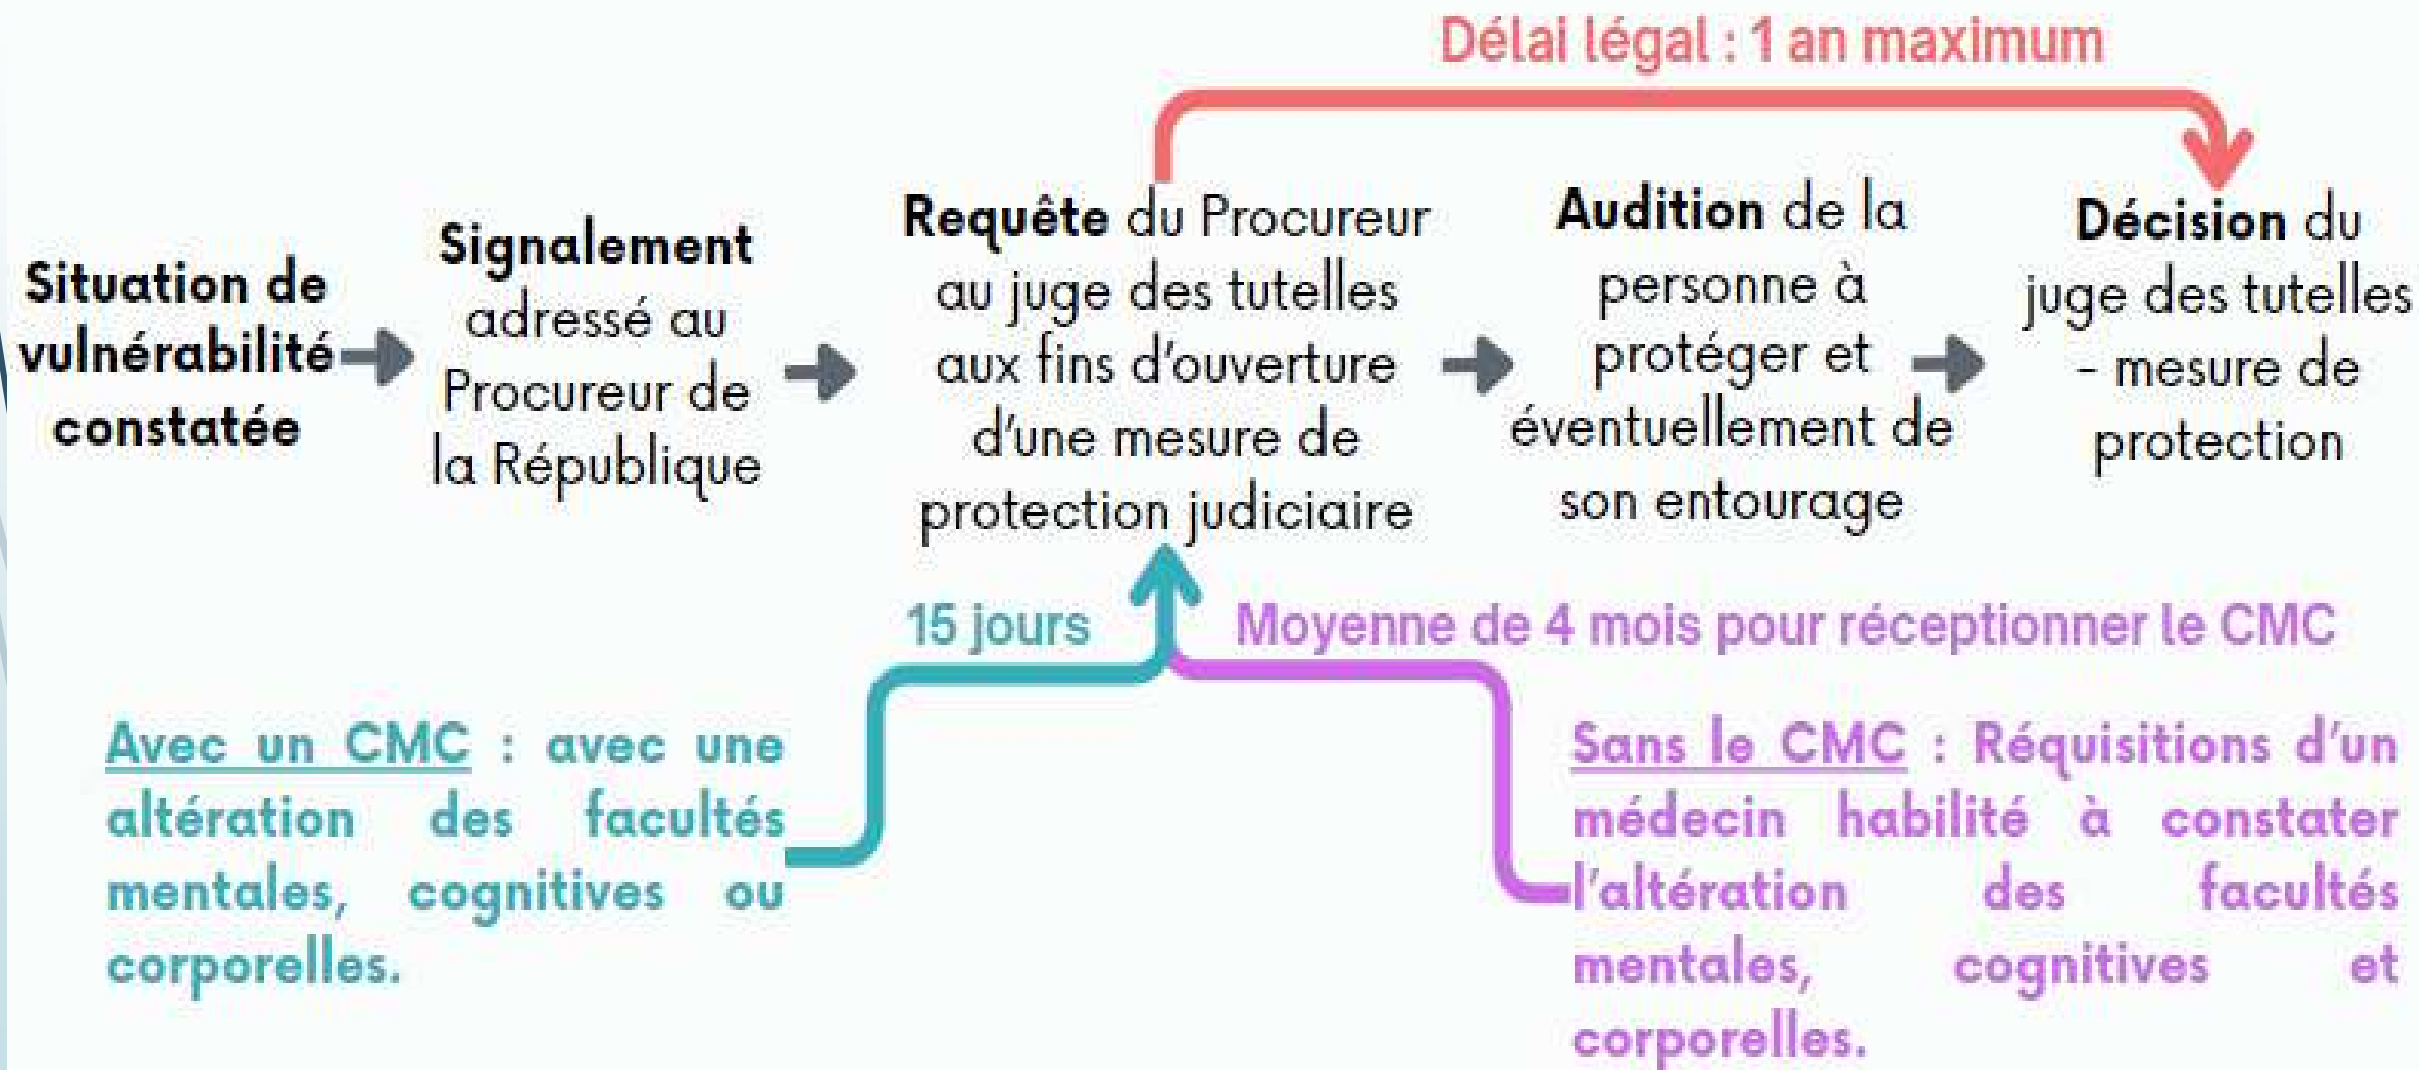 Délai légal : 1 an maximum
Situation de
vulnérabilité
constatée
Signalement
adressé au
Procureur de
la République
Requête du Procureur
au juge des tutelles
aux fins d'ouverture
d'une mesure de
protection judiciaire
Audition de la
personne à
protéger et
éventuellement de
son entourage
Décision du
juge des tutelles
- mesure de
protection
15 jours
Moyenne de 4 mois pour réceptionner le CMC
Avec un CMC : avec une
altération des facultés
mentales, cognitives ou
corporelles.
Sans le CMC : Réquisitions d'un
médecin habilité à constater
l'altération des facultés
mentales, cognitives et
corporelles.